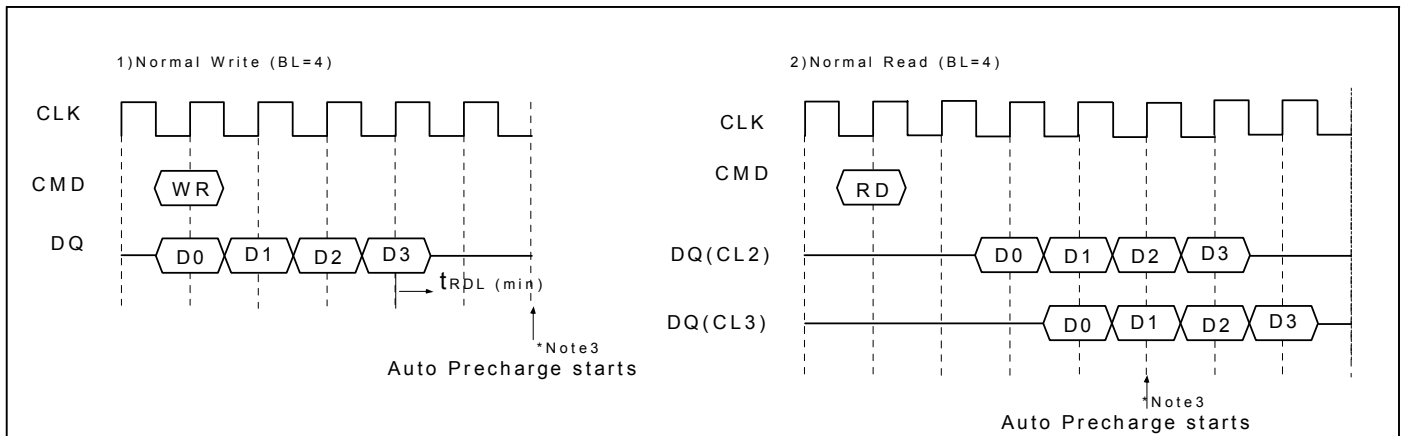 1)Normal Write (BL=4)
CLK
CMD
WR
DQ
D0 D1 D2 D3
tRDL (min)
*Note3
Auto Precharge starts
2)Normal Read (BL=4)
CLK
CMD
RD
DQ(CL2)
D0 D1 D2 D3
DQ(CL3)
D0 D1 D2 D3
*Note3
Auto Precharge starts